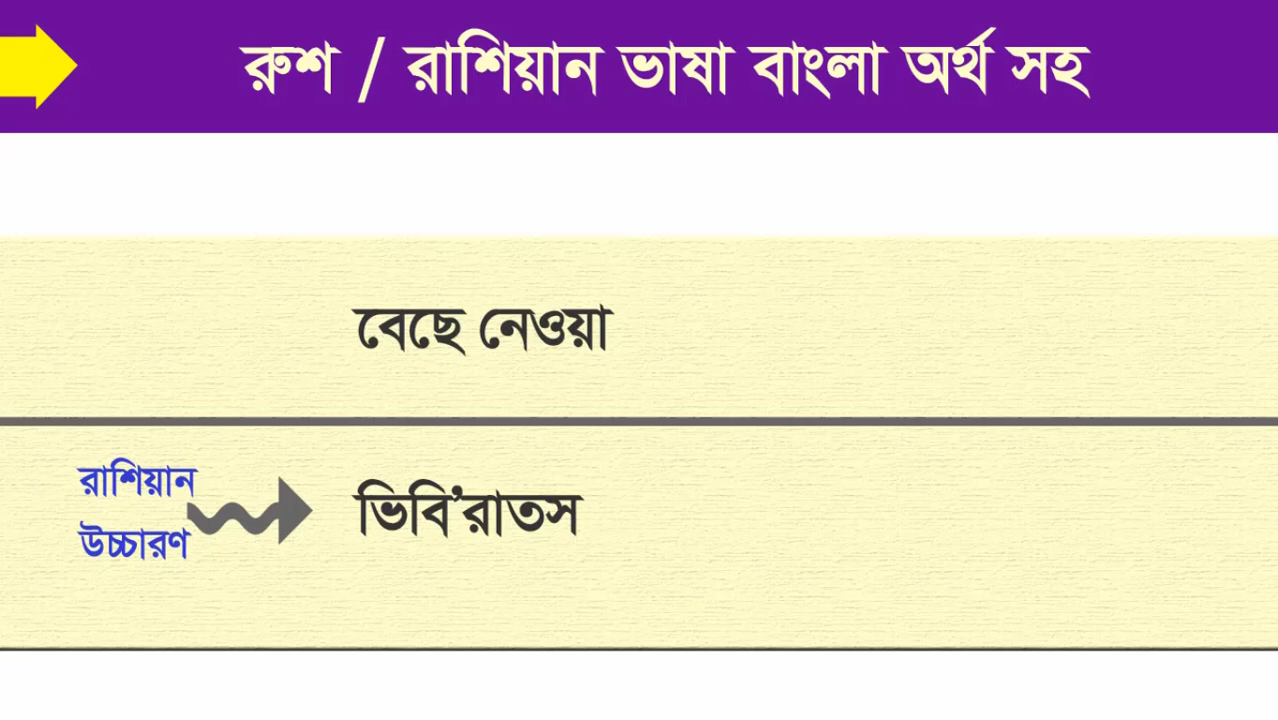 রুশ / রাশিয়ান ভাষা বাংলা অর্থ সহ
বেছে নেওয়া
রাশিয়ান
উচ্চারণ
ভিবি’রাতস